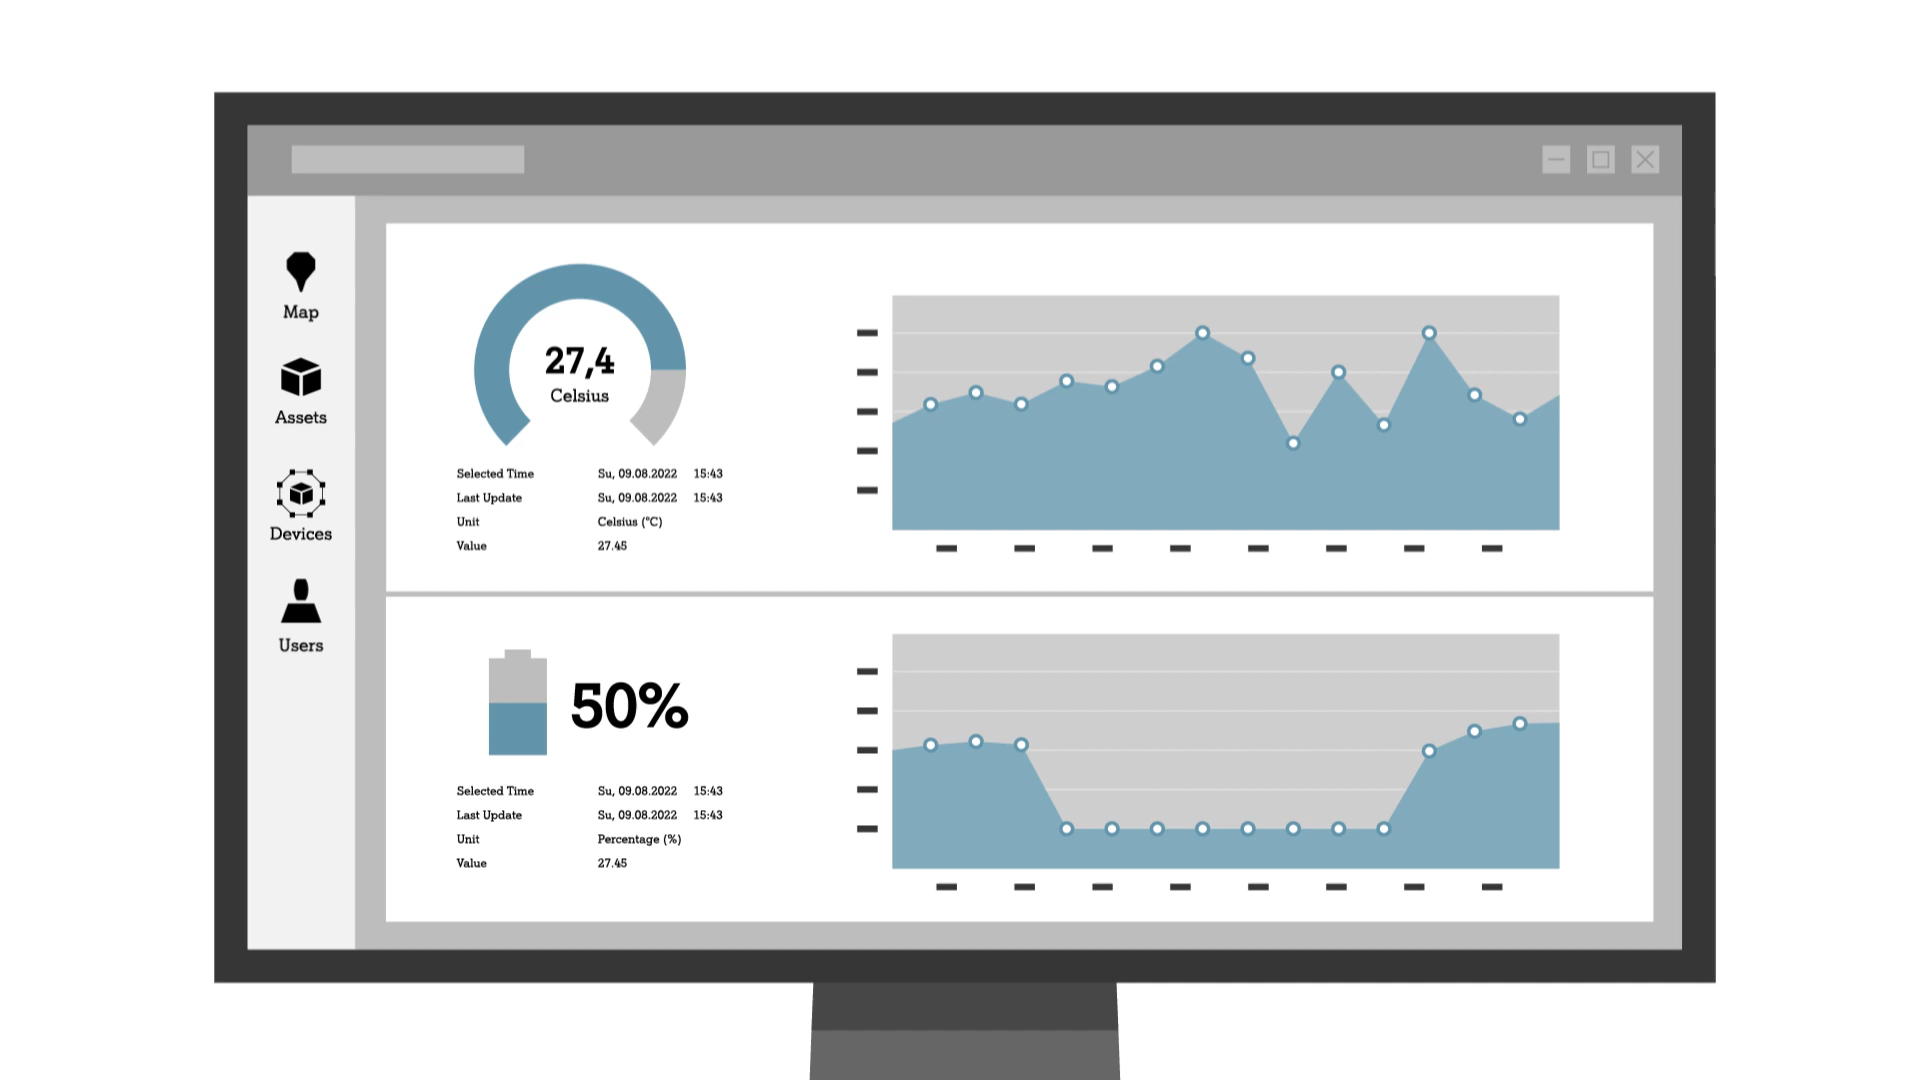 Map
Assets
Devices
Users
27,4
Celsius
Selected Time Su, 09.08.2022 15:43
Last Update Su, 09.08.2022 15:43
Unit Celsius (°C)
Value 27.45
50%
Selected Time Su, 09.08.2022 15:43
Last Update Su, 09.08.2022 15:43
Unit Percentage (%)
Value 27.45